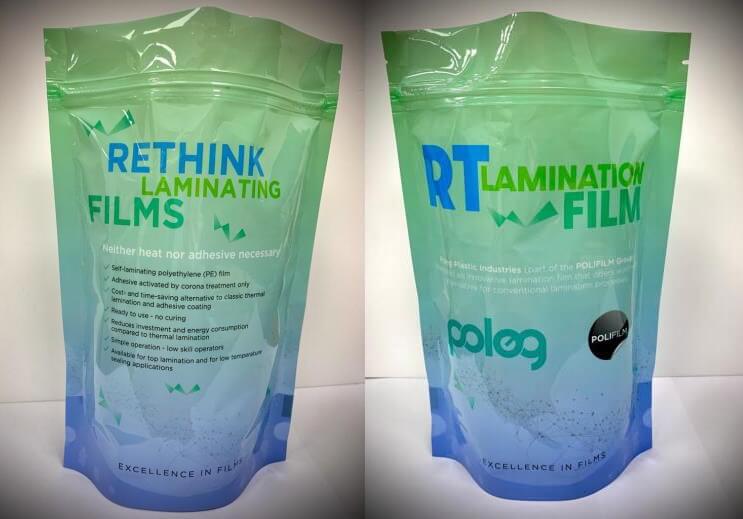 RETHINK
LAMINATING
FILMS
Neither heat nor adhesive necessary
Self-laminating polyethylene (PE) film
Adhesive activated by corona treatment only
Cost- and time-saving alternative to classic thermal
lamination and adhesive coating
Ready to use - no curing
Reduces investment and energy consumption
compared to thermal lamination
Simple operation - low skill operators
Available for top lamination and for low temperature
sealing applications
EXCELLENCE IN FILMS
RT LAMINATION
FILM
Plastic Industries (part of the POLIFILM Group)
as an innovative lamination film that offers
for conventional lamination processes
polog
POLIFILM
EXCELLENCE IN FILMS